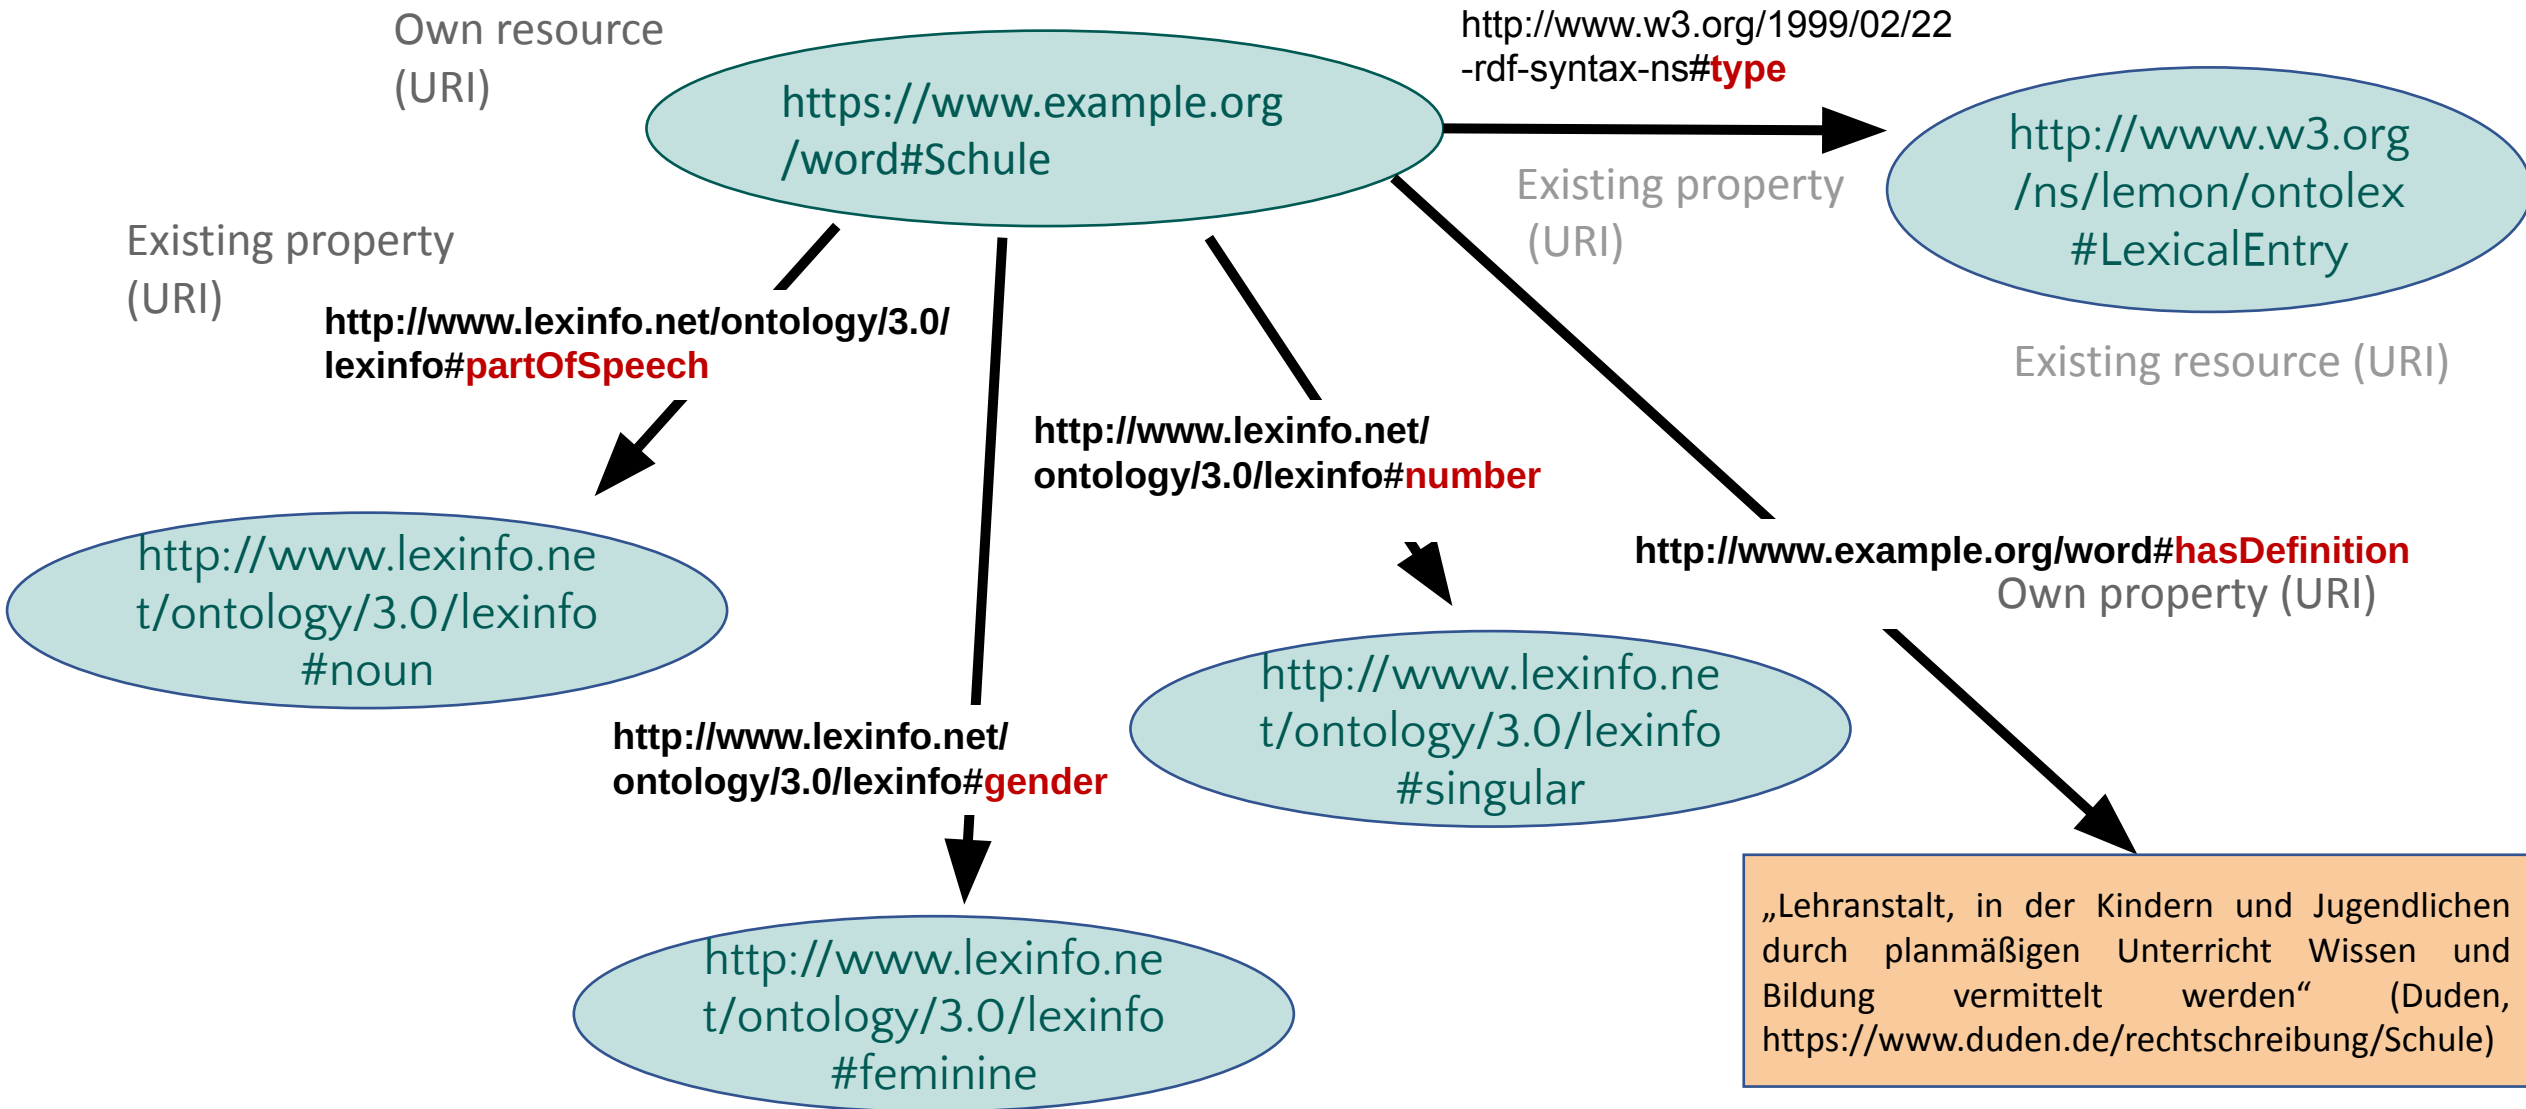 Own resource
(URI)
https://www.example.org
/word#Schule
http://www.w3.org/1999/02/22
-rdf-syntax-ns#type
Existing property
(URI)
http://www.w3.org
/ns/lemon/ontolex
#LexicalEntry
Existing resource (URI)
Existing property
(URI)
http://www.lexinfo.net/ontology/3.0/
lexinfo#partOfSpeech
http://www.lexinfo.ne
t/ontology/3.0/lexinfo
#noun
http://www.lexinfo.net/
ontology/3.0/lexinfo#gender
http://www.lexinfo.ne
t/ontology/3.0/lexinfo
#feminine
http://www.lexinfo.net/
ontology/3.0/lexinfo#number
http://www.lexinfo.ne
t/ontology/3.0/lexinfo
#singular
http://www.example.org/word#hasDefinition
Own property (URI)
„Lehranstalt, in der Kindern und Jugendlichen
durch planmäßigen Unterricht Wissen und
Bildung vermittelt werden“ (Duden,
https://www.duden.de/rechtschreibung/Schule)